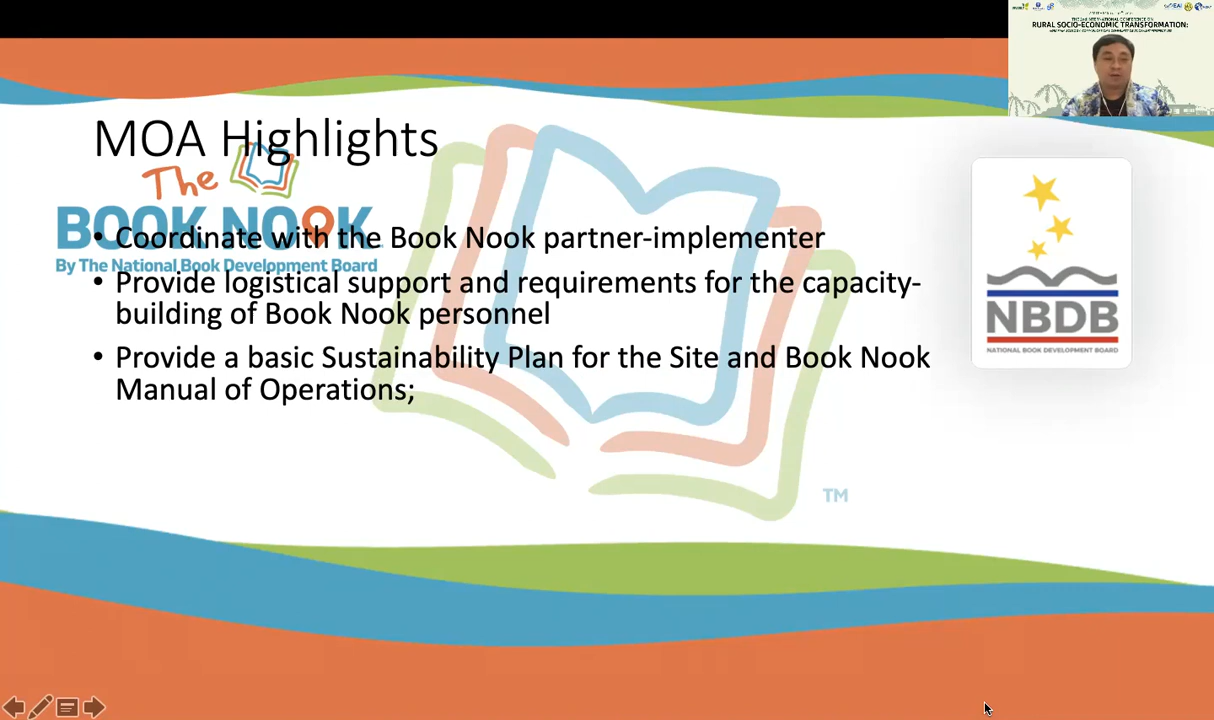 RURAL SOCIO-ECONOMIC TRANSFORMATION:
MOA Highlights
The
BOOK NOOK
By The National Book Development Board
• Coordinate with the Book Nook partner-implementer
• Provide logistical support and requirements for the capacity-
building of Book Nook personnel
• Provide a basic Sustainability Plan for the Site and Book Nook
Manual of Operations;
NBDB
NATIONAL BOOK DEVELOPMENT BOARD
TM